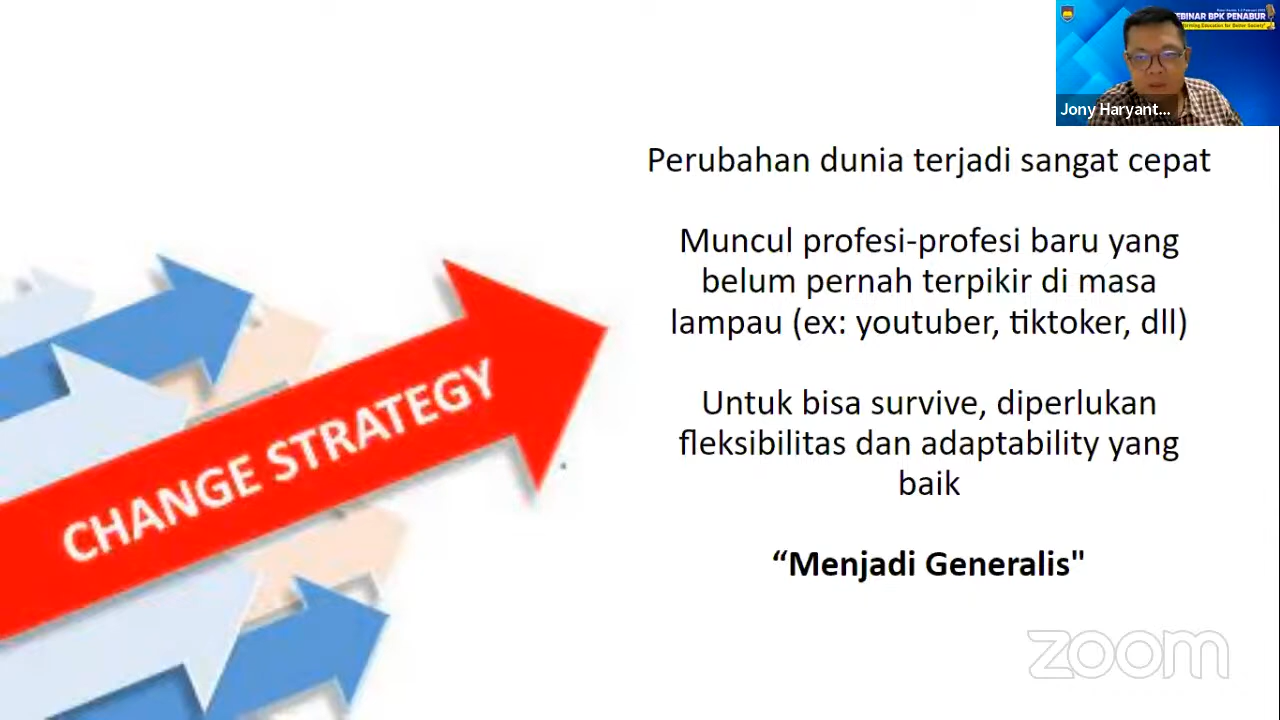 WEBINAR BPK PENABUR
Jony Haryant...
Perubahan dunia terjadi sangat cepat
Muncul profesi-profesi baru yang
belum pernah terpikir di masa
lampau (ex: youtuber, tiktoker, dll)
Untuk bisa survive, diperlukan
fleksibilitas dan adaptability yang
baik
“Menjadi Generalis"
CHANGE STRATEGY
zoom